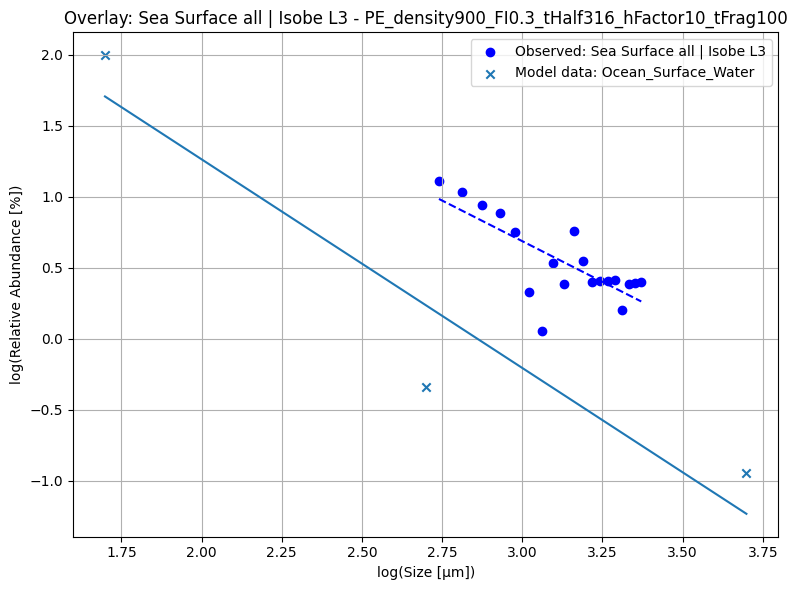 Overlay: Sea Surface all | Isobe L3 - PE_density900_FI0.3_tHalf316_hFactor10_tFrag100
Observed: Sea Surface all | Isobe L3
Model data: Ocean_Surface_Water
log(Relative Abundance [%])
2.0
1.5
1.0
0.5
0.0
−0.5
−1.0
1.75 2.00 2.25 2.50 2.75 3.00 3.25 3.50 3.75
log(Size [µm])